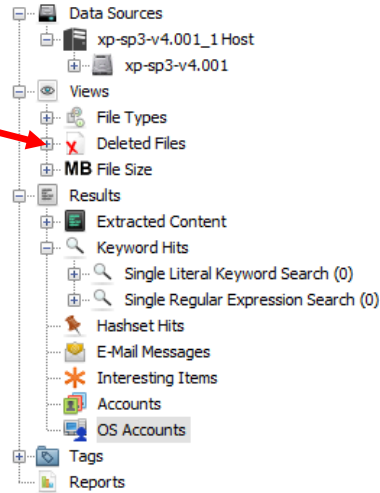 Data Sources
xp-sp3-v4.001_1 Host
xp-sp3-v4.001
Views
File Types
Deleted Files
MB File Size
Results
Extracted Content
Keyword Hits
Single Literal Keyword Search (0)
Single Regular Expression Search (0)
Hashset Hits
E-Mail Messages
Interesting Items
Accounts
OS Accounts
Tags
Reports